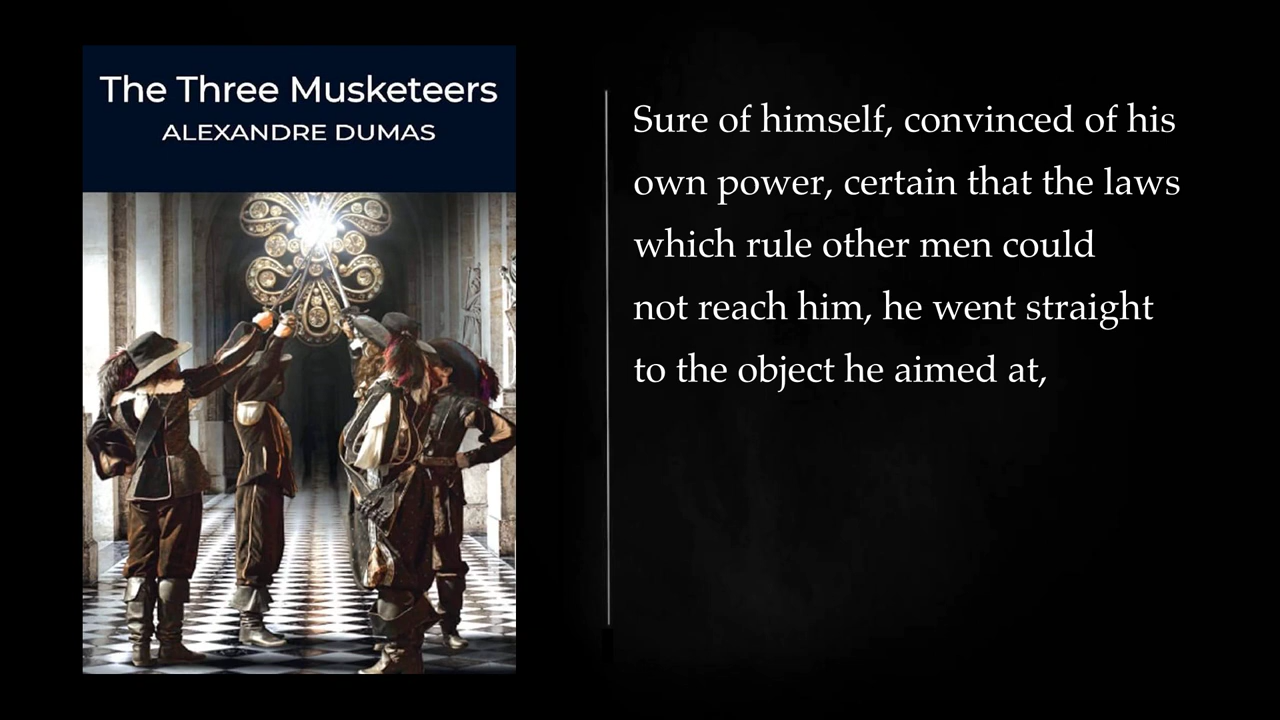 The Three Musketeers
ALEXANDRE DUMAS
Sure of himself, convinced of his
own power, certain that the laws
which rule other men could
not reach him, he went straight
to the object he aimed at,